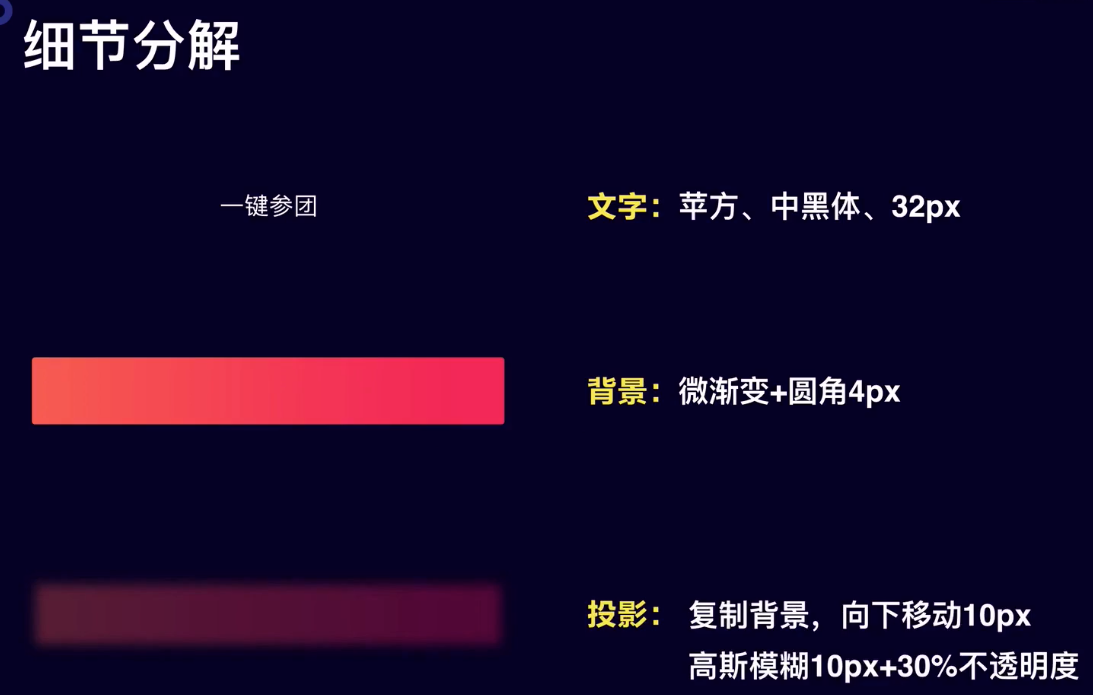 细节分解
一键参团
文字：苹方、中黑体、32px
背景：微渐变+圆角4px
投影：复制背景，向下移动10px
高斯模糊10px+30%不透明度